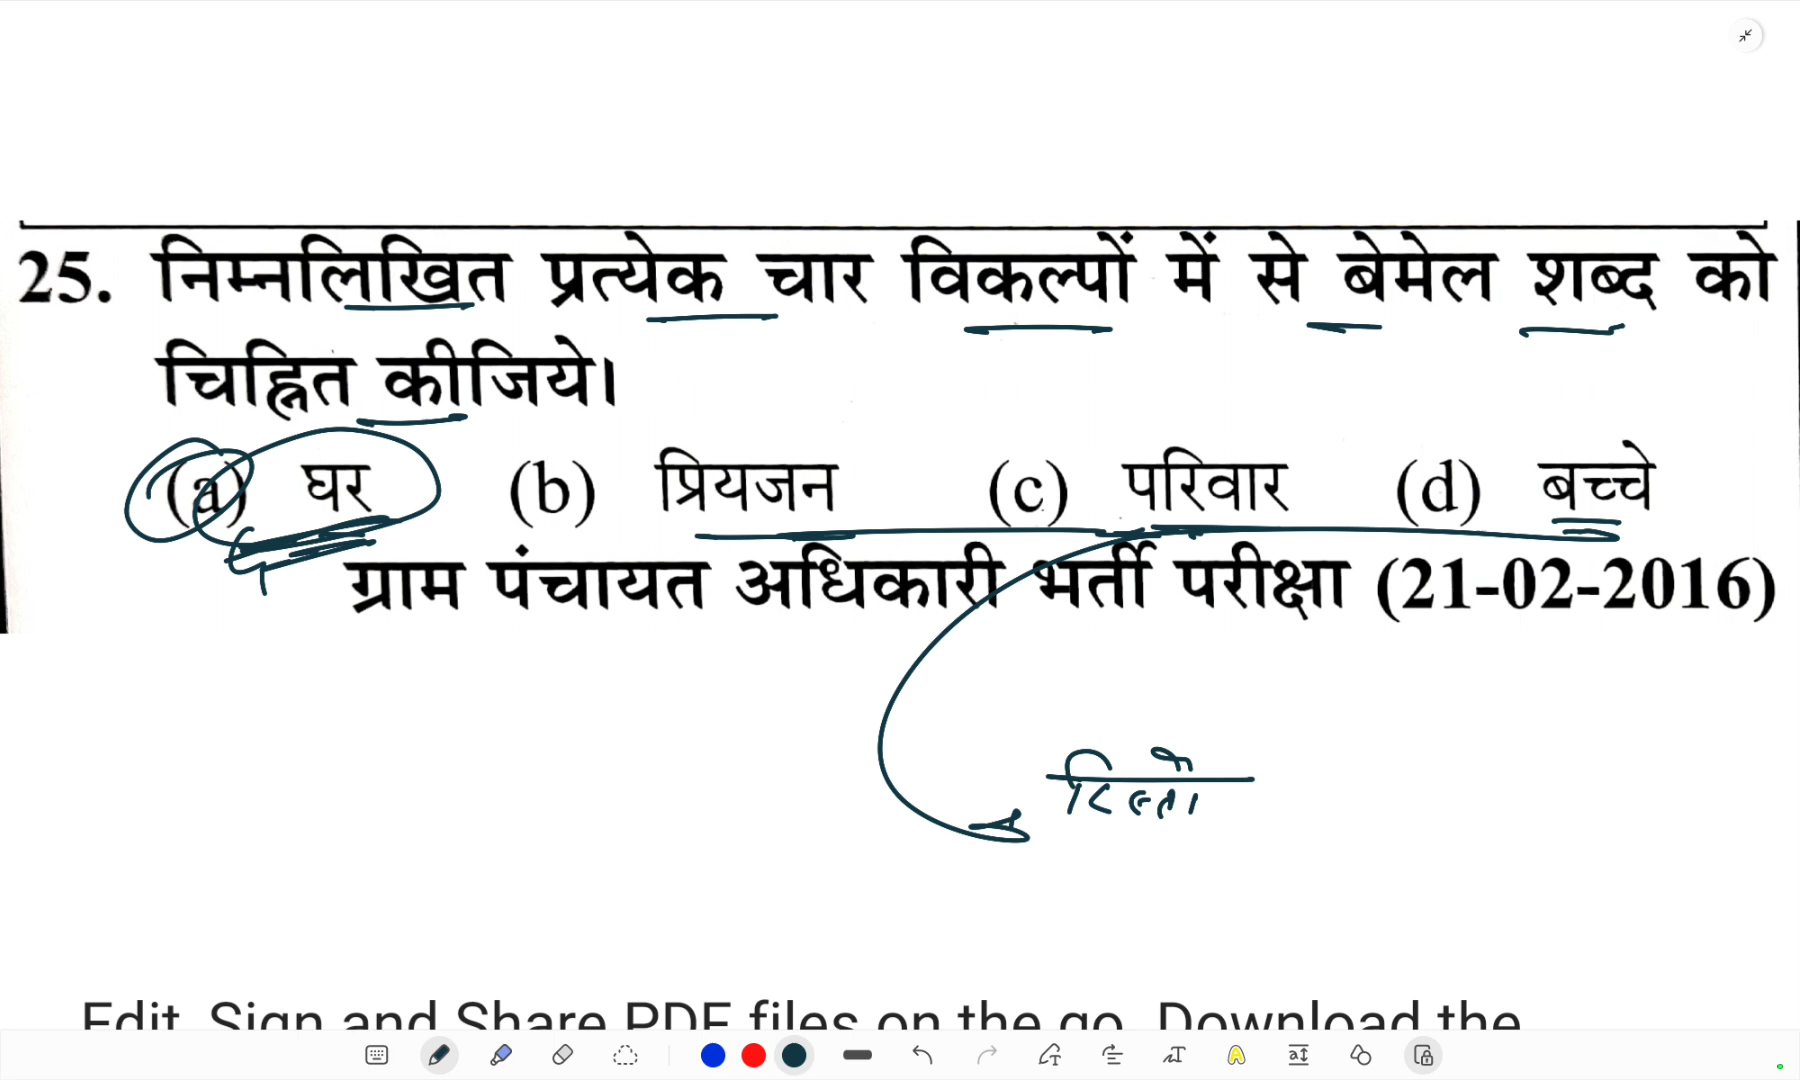 25. निम्नलिखित प्रत्येक चार विकल्पों में से बेमेल शब्द को
चिह्नित कीजिये।
(a) घर (b) प्रियजन (c) परिवार (d) बच्चे
ग्राम पंचायत अधिकारी भर्ती परीक्षा (21-02-2016)
Edit, Sign and Share PDF files on the go. Download the